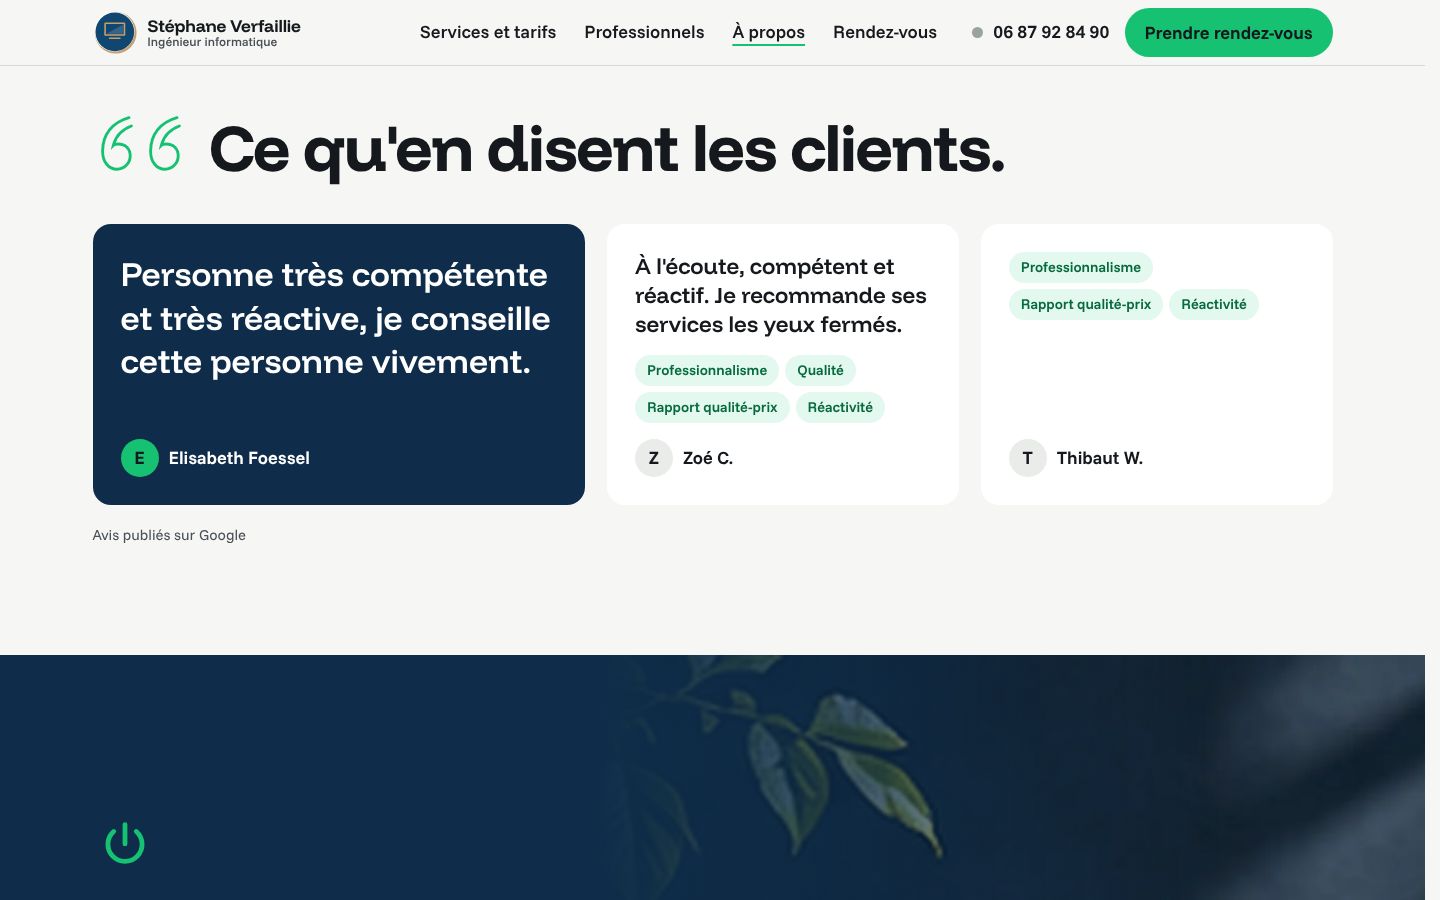 Stéphane Verfaillie
Ingénieur informatique
Services et tarifs
Professionnels
À propos
Rendez-vous
06 87 92 84 90
Prendre rendez-vous
“ Ce qu'en disent les clients.
Personne très compétente
et très réactive, je conseille
cette personne vivement.
E
Elisabeth Foessel
À l'écoute, compétent et
réactif. Je recommande ses
services les yeux fermés.
Professionnalisme
Qualité
Rapport qualité-prix
Réactivité
Z
Zoé C.
Professionnalisme
Rapport qualité-prix
Réactivité
T
Thibaut W.
Avis publiés sur Google